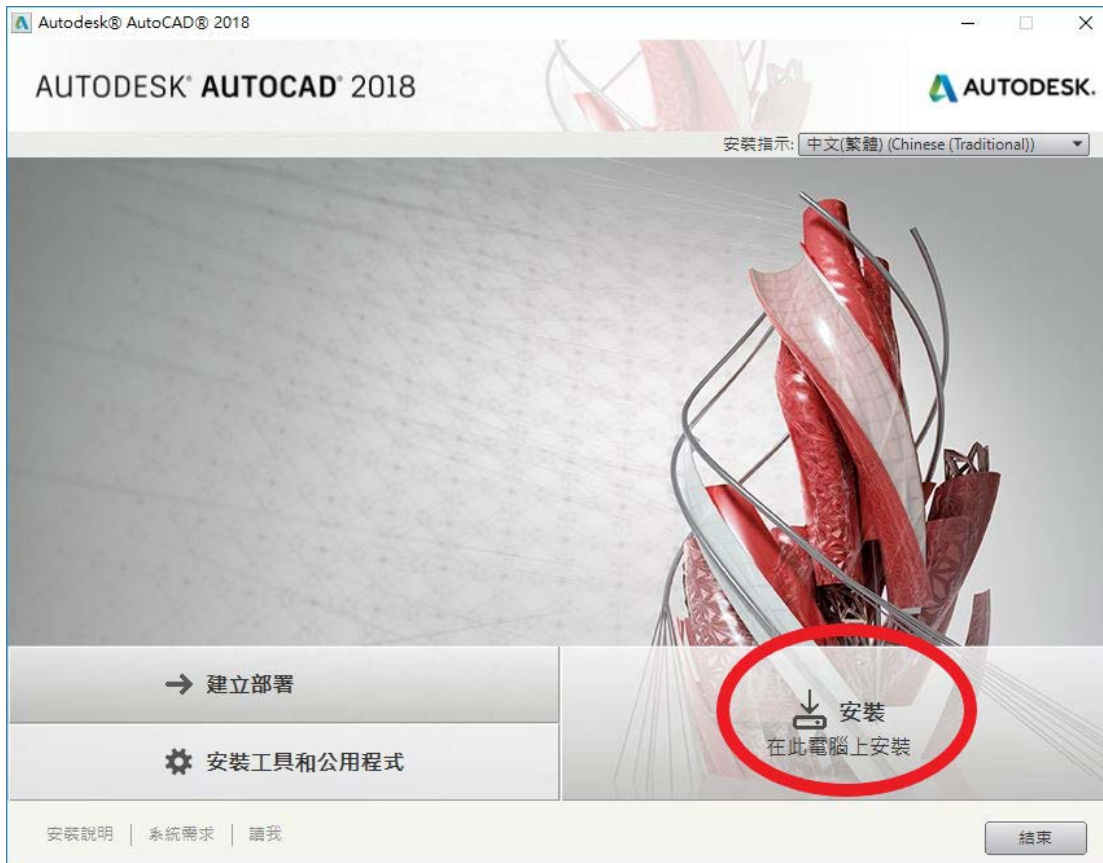 Autodesk® AutoCAD® 2018
AUTODESK® AUTOCAD® 2018
AUTODESK.
安裝指示: 中文(繁體) (Chinese (Traditional))
建立部署
安裝工具和公用程式
安裝
在此電腦上安裝
安裝說明 | 系統需求 | 讀我
結束